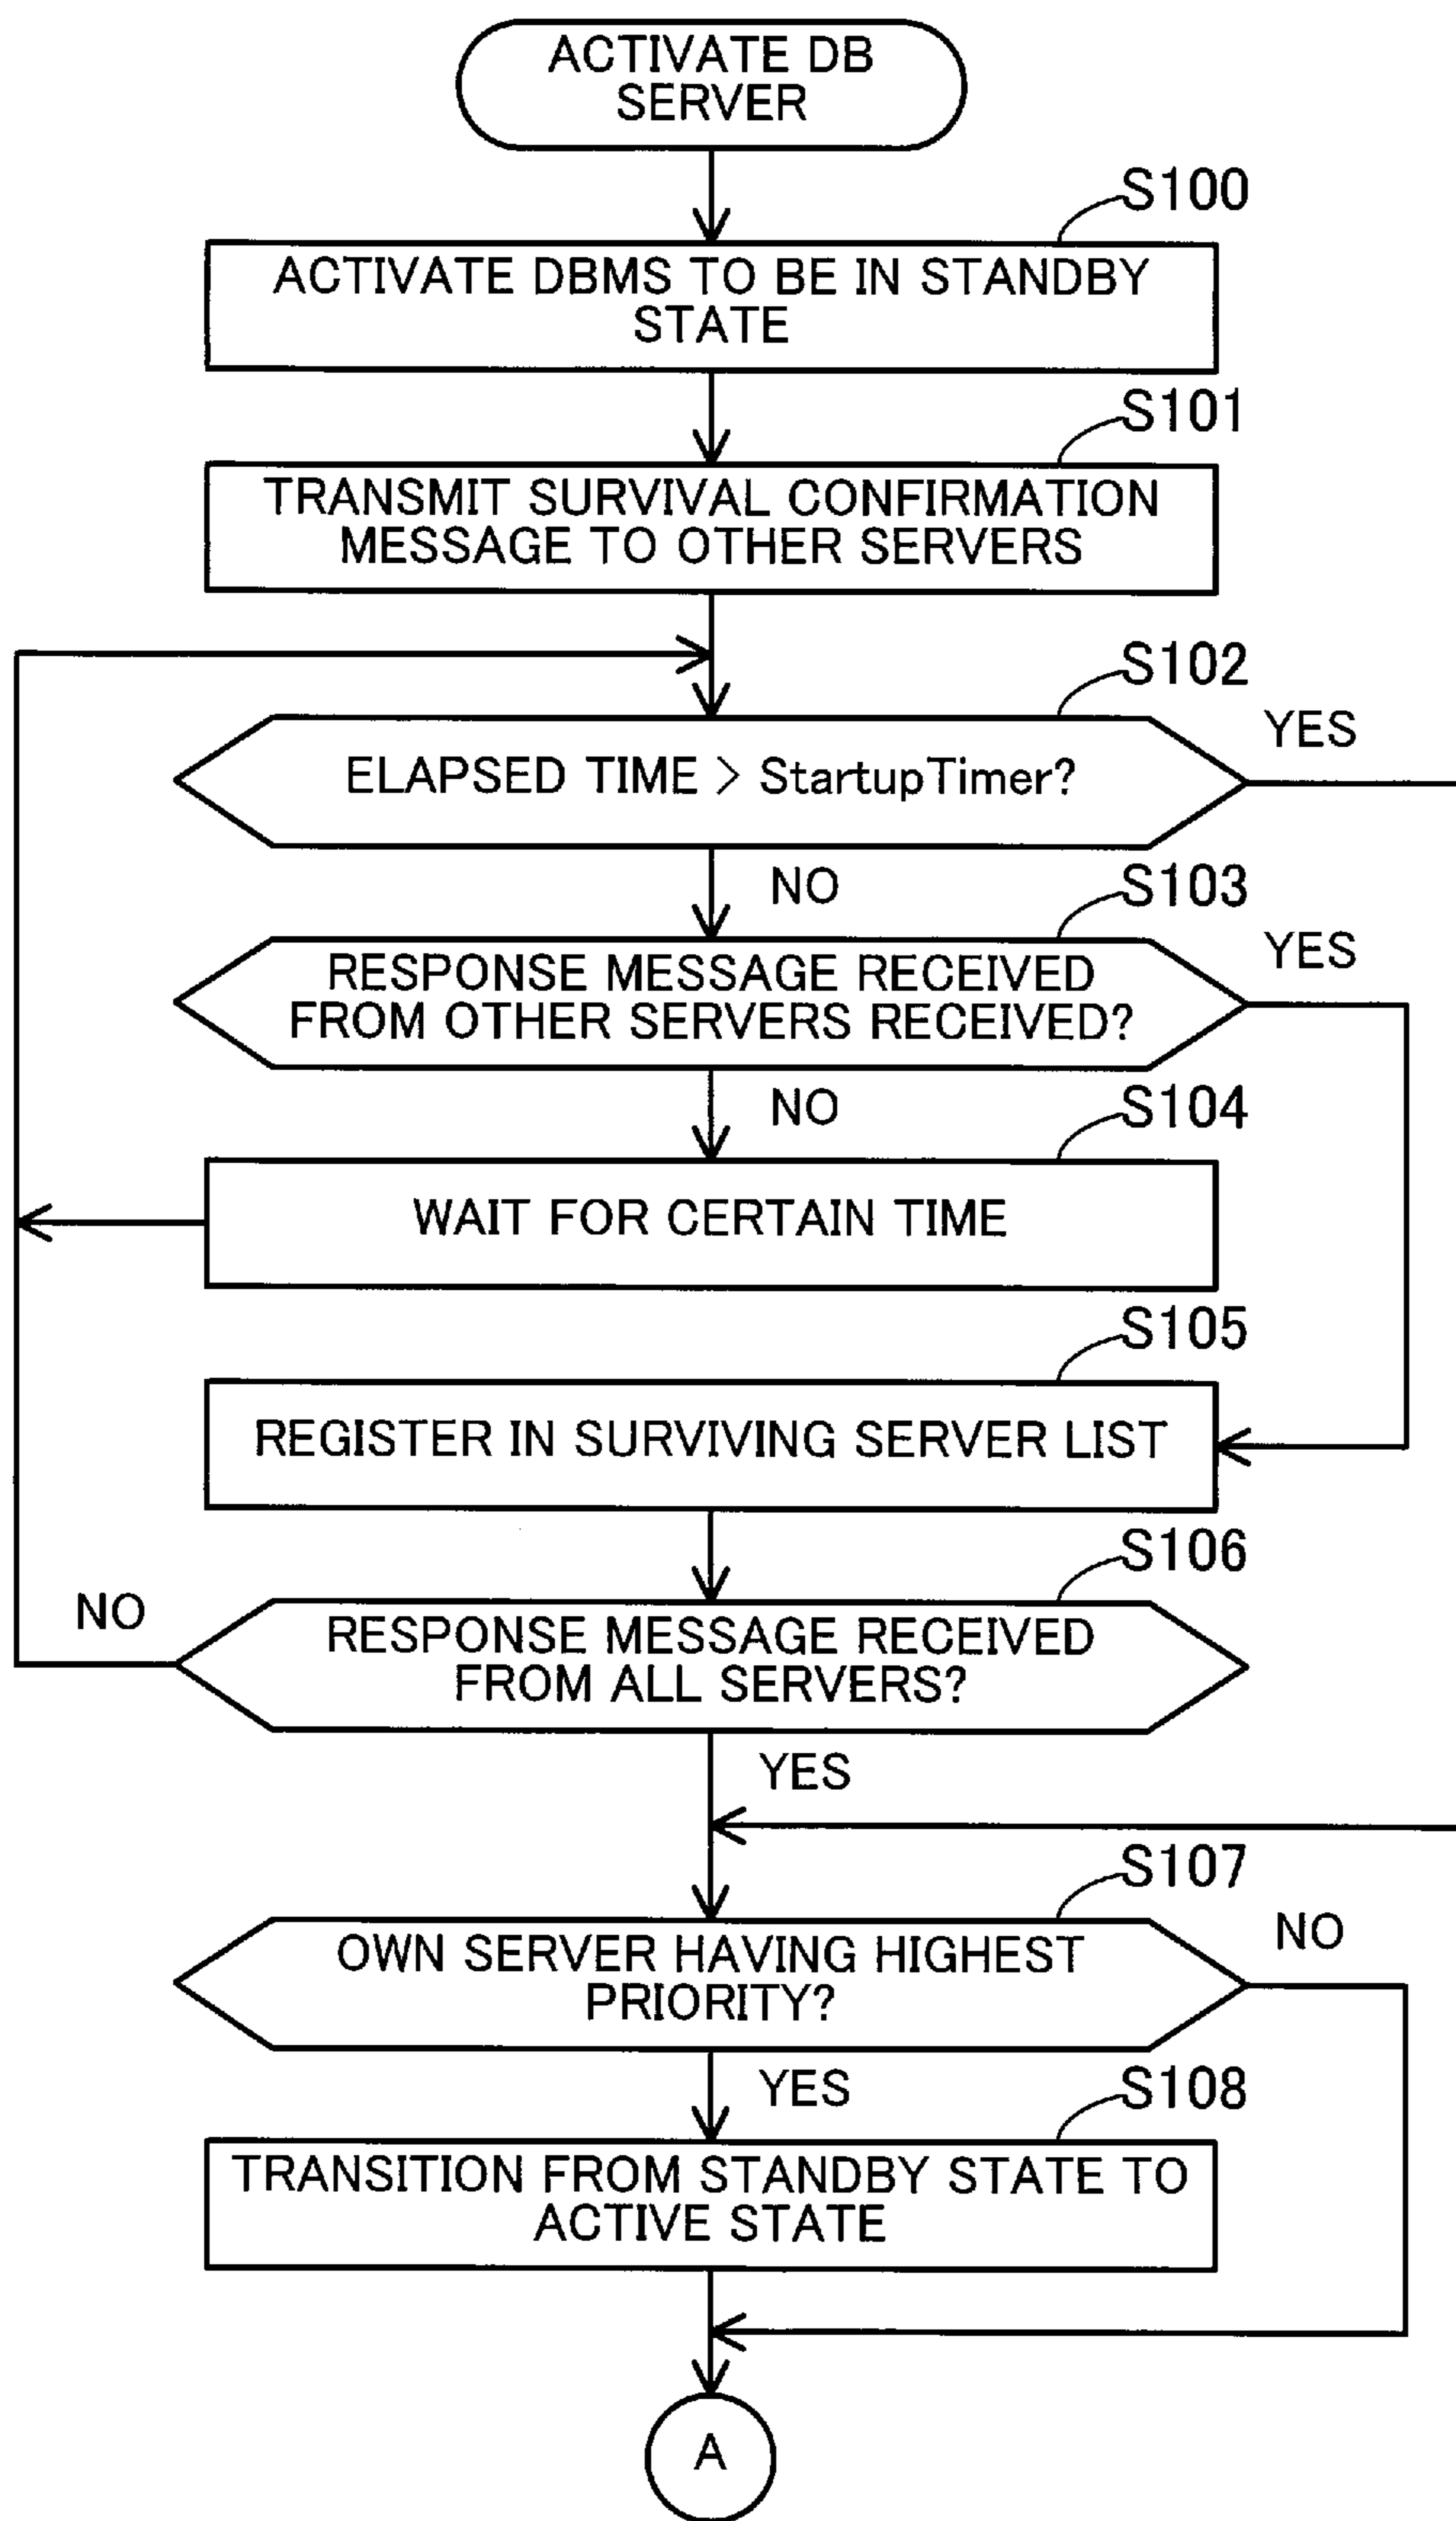 ACTIVATE DB
SERVER
S100
ACTIVATE DBMS TO BE IN STANDBY
STATE
S101
TRANSMIT SURVIVAL CONFIRMATION
MESSAGE TO OTHER SERVERS
S102
ELAPSED TIME > StartupTimer?
YES
NO
S103
RESPONSE MESSAGE RECEIVED
FROM OTHER SERVERS RECEIVED?
YES
NO
S104
WAIT FOR CERTAIN TIME
S105
REGISTER IN SURVIVING SERVER LIST
S106
RESPONSE MESSAGE RECEIVED
FROM ALL SERVERS?
NO
YES
S107
OWN SERVER HAVING HIGHEST
PRIORITY?
NO
YES
S108
TRANSITION FROM STANDBY STATE TO
ACTIVE STATE
A